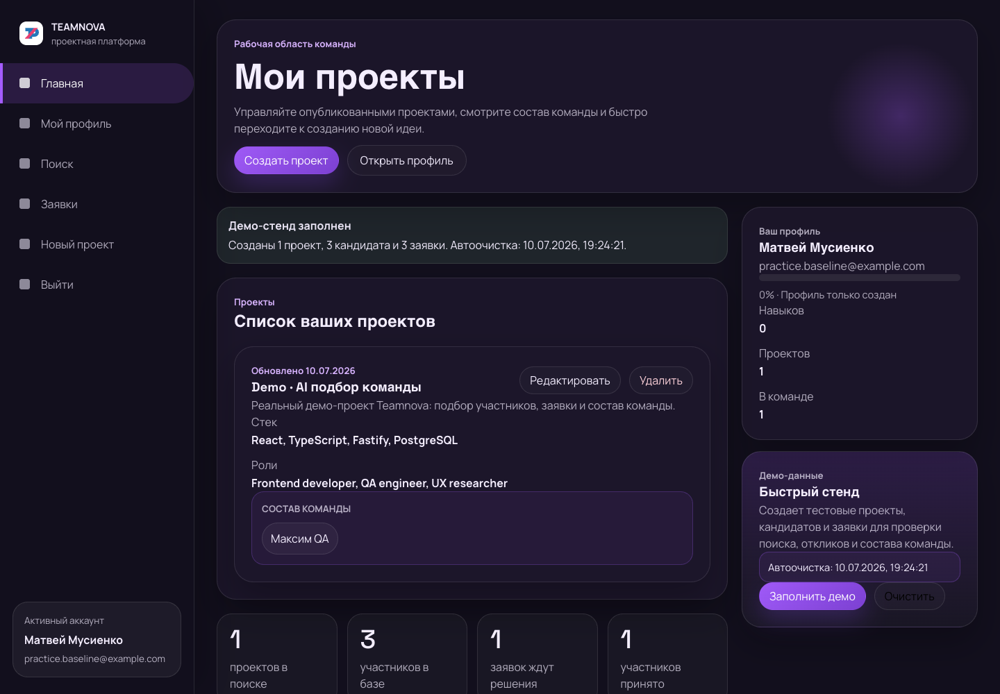 TEAMNOVA
проектная платформа
Главная
Мой профиль
Поиск
Заявки
Новый проект
Выйти
Активный аккаунт
Матвей Мусиенко
practice.baseline@example.com
Рабочая область команды
Мои проекты
Управляйте опубликованными проектами, смотрите состав команды и быстро
переходите к созданию новой идеи.
Создать проект
Открыть профиль
Демо-стенд заполнен
Созданы 1 проект, 3 кандидата и 3 заявки. Автоочистка: 10.07.2026, 19:24:21.
Проекты
Список ваших проектов
Обновлено 10.07.2026
Demo · AI подбор команды
Редактировать
Удалить
Реальный демо-проект Teamnova: подбор участников, заявки и состав команды.
Стек
React, TypeScript, Fastify, PostgreSQL
Роли
Frontend developer, QA engineer, UX researcher
СОСТАВ КОМАНДЫ
Максим QA
1
проектов в
поиске
3
участников в
базе
1
заявок ждут
решения
1
участников
принято
Ваш профиль
Матвей Мусиенко
practice.baseline@example.com
0% · Профиль только создан
Навыков
0
Проектов
1
В команде
1
Демо-данные
Быстрый стенд
Создает тестовые проекты,
кандидатов и заявки для проверки
поиска, откликов и состава команды.
Автоочистка: 10.07.2026, 19:24:21
Заполнить демо
Очистить